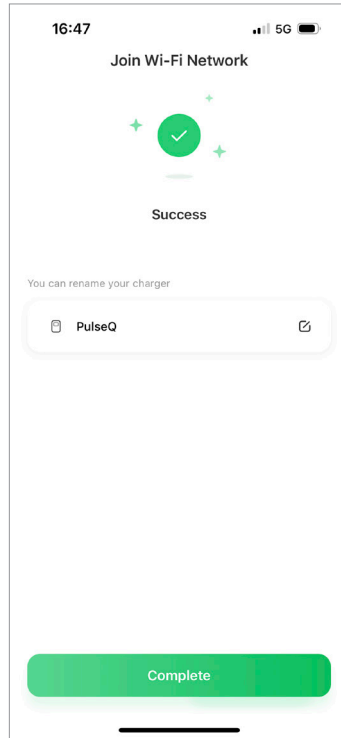 16:47
5G
Join Wi-Fi Network
Success
You can rename your charger
PulseQ
Complete